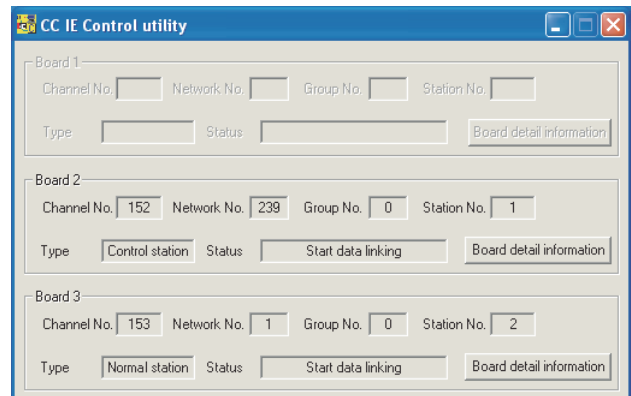 CC IE Control utility
Board 1
Channel No. Network No. Group No. Station No.
Type Status Board detail information
Board 2
Channel No. 152 Network No. 239 Group No. 0 Station No. 1
Type Control station Status Start data linking Board detail information
Board 3
Channel No. 153 Network No. 1 Group No. 0 Station No. 2
Type Normal station Status Start data linking Board detail information